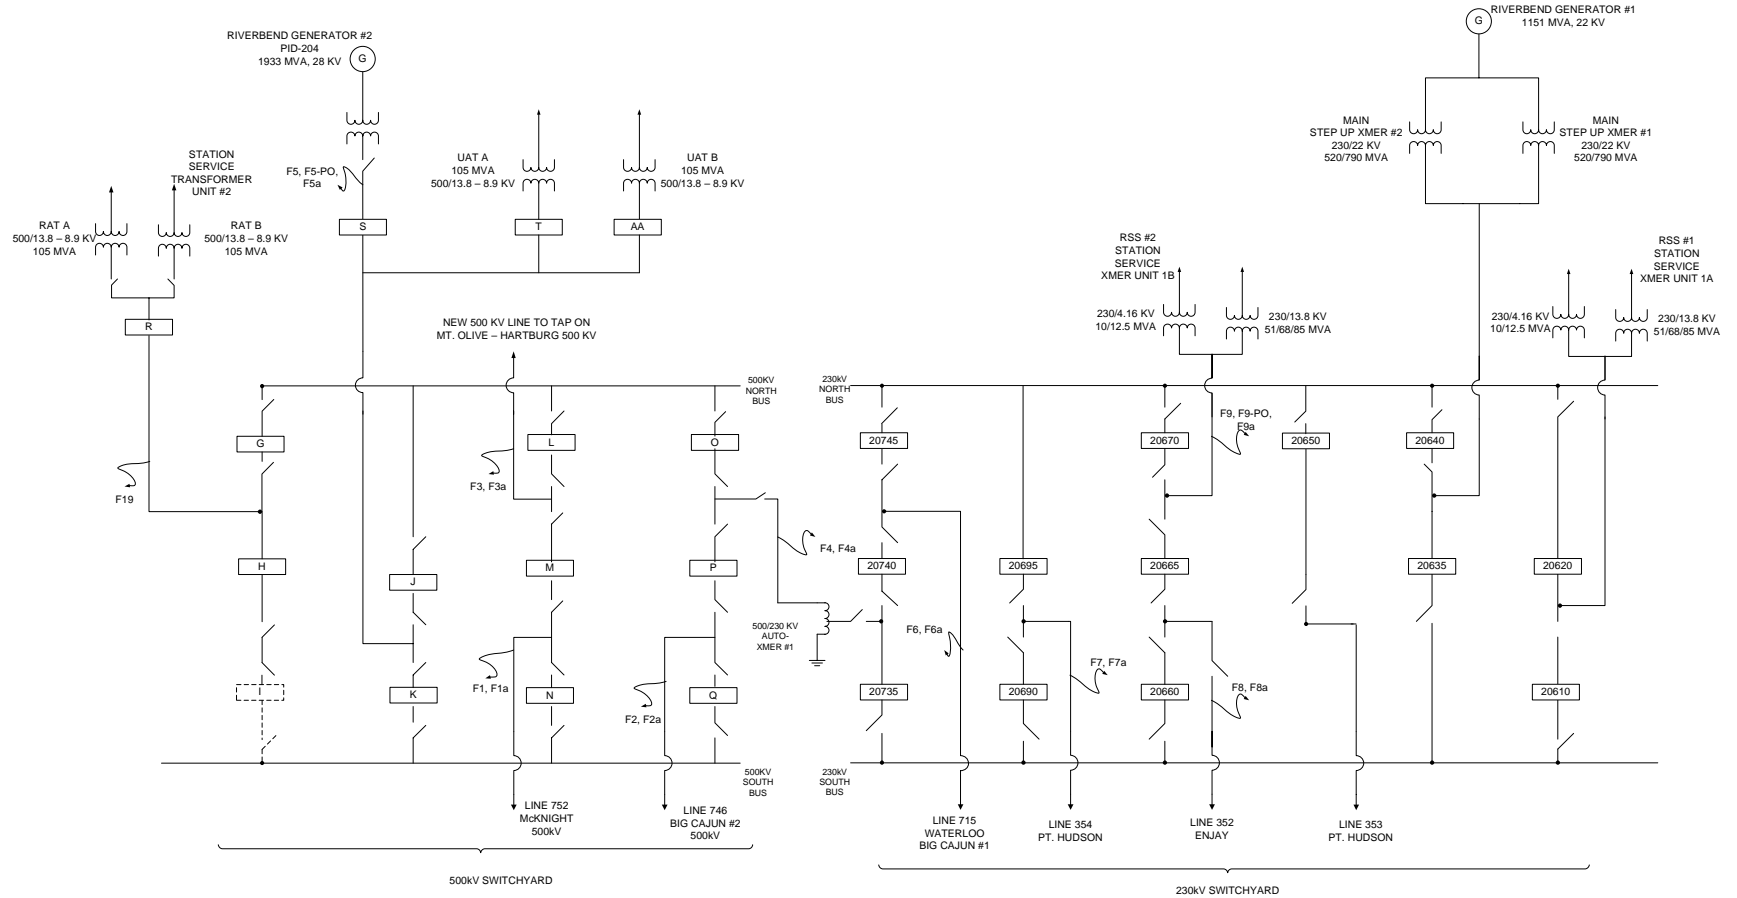 RIVERBEND GENERATOR #2
PID-204
1933 MVA, 28 KV
G
RIVERBEND GENERATOR #1
1151 MVA, 22 KV
G
STATION
SERVICE
TRANSFORMER
UNIT #2
F5, F5-PO,
F5a
UAT A
105 MVA
500/13.8 – 8.9 KV
UAT B
105 MVA
500/13.8 – 8.9 KV
MAIN
STEP UP XMER #2
230/22 KV
520/790 MVA
MAIN
STEP UP XMER #1
230/22 KV
520/790 MVA
RAT A
500/13.8 – 8.9 KV
105 MVA
RAT B
500/13.8 – 8.9 KV
105 MVA
S
T
AA
R
RSS #2
STATION
SERVICE
XMER UNIT 1B
RSS #1
STATION
SERVICE
XMER UNIT 1A
230/4.16 KV
10/12.5 MVA
230/13.8 KV
51/68/85 MVA
230/4.16 KV
10/12.5 MVA
230/13.8 KV
51/68/85 MVA
NEW 500 KV LINE TO TAP ON
MT. OLIVE – HARTBURG 500 KV
500KV
NORTH
BUS
230kV
NORTH
BUS
G
L
O
20745
20670
F9, F9-PO,
F9a
20650
20640
F19
F3, F3a
F4, F4a
H
J
M
P
20740
20695
20665
20635
20620
500/230 KV
AUTO-
XMER #1
F6, F6a
F7, F7a
F8, F8a
F1, F1a
F2, F2a
I
K
N
Q
20735
20690
20660
20610
500KV
SOUTH
BUS
230kV
SOUTH
BUS
LINE 752
McKNIGHT
500kV
LINE 746
BIG CAJUN #2
500kV
LINE 715
WATERLOO
BIG CAJUN #1
LINE 354
PT. HUDSON
LINE 352
ENJAY
LINE 353
PT. HUDSON
500kV SWITCHYARD
230kV SWITCHYARD